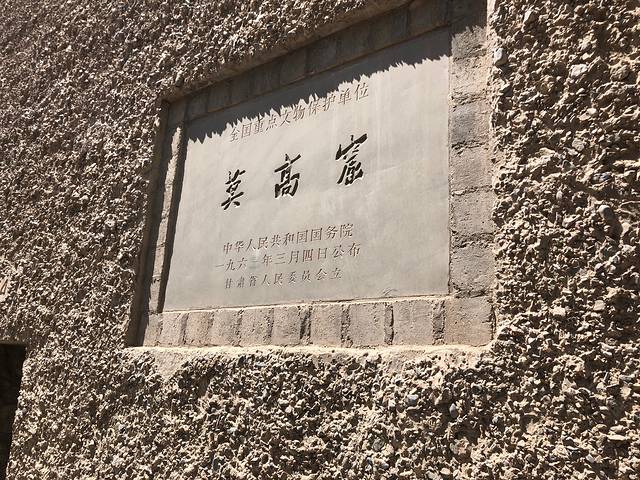 全国重点文物保护单位
莫高窟
中华人民共和国国务院
一九六一年三月四日公布
甘肃省人民委员会立